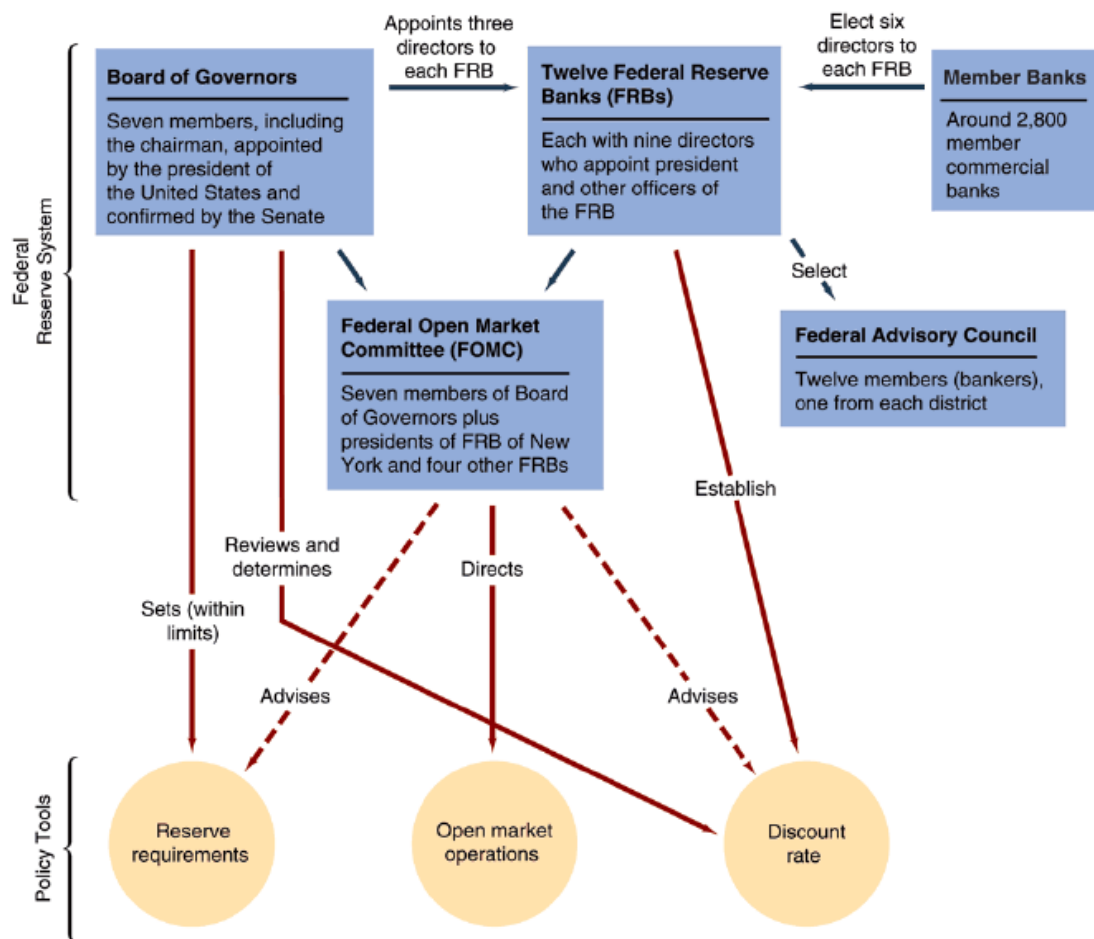 Appoints three
directors to
each FRB
Elect six
directors to
each FRB
Board of Governors
Seven members, including
the chairman, appointed
by the president of
the United States and
confirmed by the Senate
Twelve Federal Reserve
Banks (FRBs)
Each with nine directors
who appoint president
and other officers of
the FRB
Member Banks
Around 2,800
member
commercial
banks
Federal
Reserve System
Select
Federal Open Market
Committee (FOMC)
Seven members of Board
of Governors plus
presidents of FRB of New
York and four other FRBs
Federal Advisory Council
Twelve members (bankers),
one from each district
Establish
Reviews and
determines
Directs
Sets (within
limits)
Advises
Advises
Policy Tools
Reserve
requirements
Open market
operations
Discount
rate